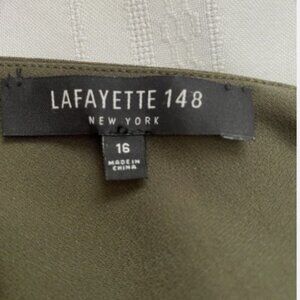 LAFAYETTE 148
NEW YORK
16
MADE IN
CHINA